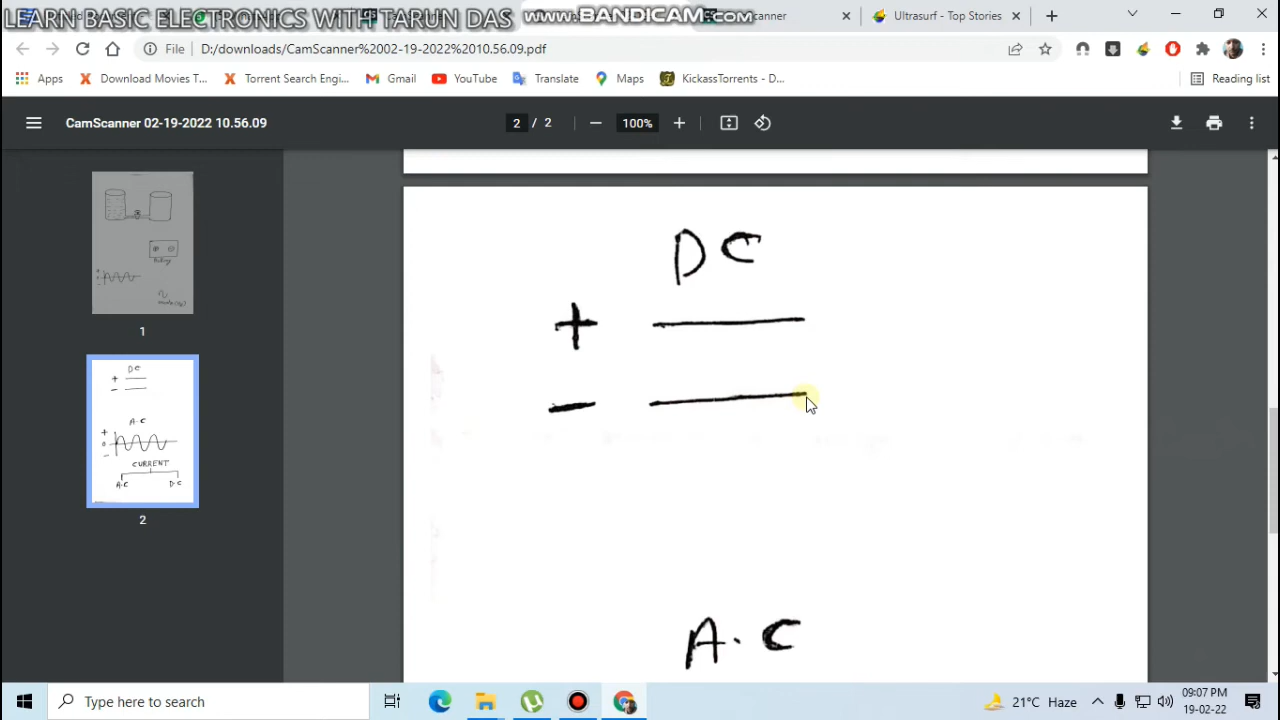 LEARN BASIC ELECTRONICS WITH TARUN DAS
www.BANDICAM.com
Scanner
Ultrasurf - Top Stories
File
D:/downloads/CamScanner%2002-19-2022%2010.56.09.pdf
Apps
Download Movies T...
Torrent Search Engi...
Gmail
YouTube
Translate
Maps
KickassTorrents - D...
Reading list
CamScanner 02-19-2022 10.56.09
2 / 2
100%
1
DC
+
-
A.C
+
0
-
CURRENT
A.C D.C
2
DC
+
-
A.C
Type here to search
21°C Haze
09:07 PM
19-02-22